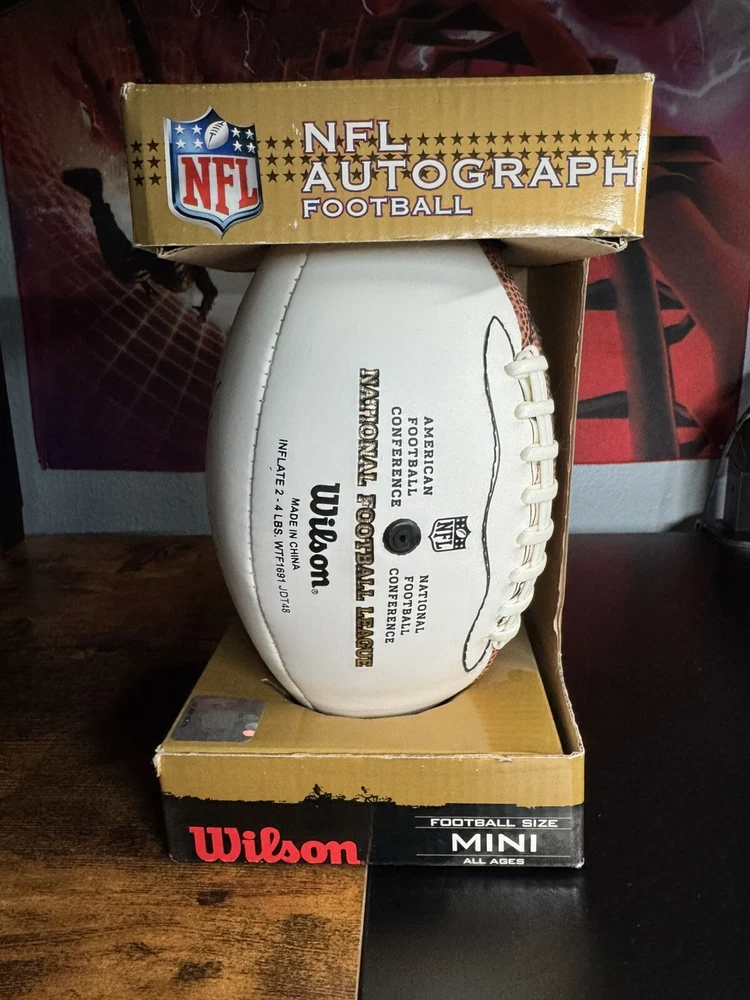 NFL
NFL
AUTOGRAPH
FOOTBALL
AMERICAN
FOOTBALL
CONFERENCE
NFL
NATIONAL
FOOTBALL
CONFERENCE
NATIONAL FOOTBALL LEAGUE
Wilson®
MADE IN CHINA
INFLATE 2 - 4 LBS. WTF1691 JDT48
Wilson
FOOTBALL SIZE
MINI
ALL AGES